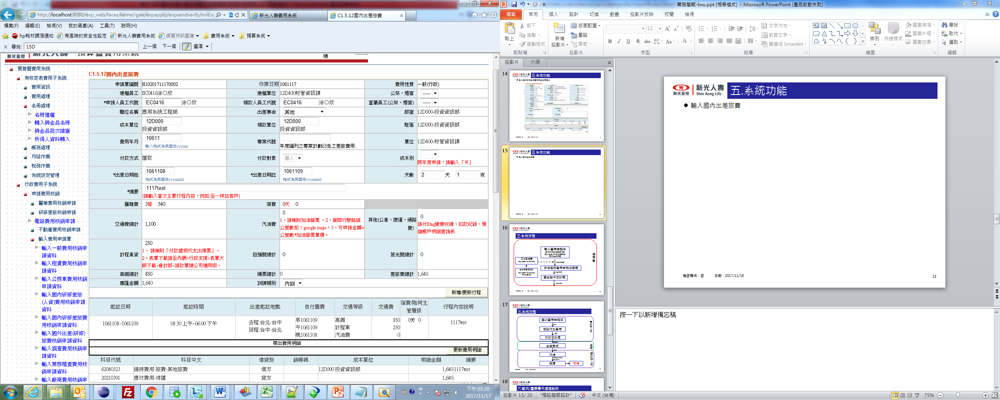 業務簡報-twu.ppt [相容模式] - Microsoft PowerPoint (產品啟動失敗)
http://localhost:8080/exp_web/faces/kernel/gae/expapply/expsendverify/trvlEx
新光人壽費用系統
C1.5.12國內出差旅費
檔案(F) 編輯(E) 檢視(V) 我的最愛(A) 工具(T) 說明(H)
hp耗材調漲通知 有風險的安全性設定 新光人壽費用系統 網頁快訊圖庫 費用系統 預算系統
尋找: 15D 上一個 下一個 選項
新光金控 新光人壽 預算暨費用系統
機
預算暨費用系統
有核定表費用子系統
費用資訊
費用處理
名冊處理
名冊建檔
轉入獎金品名冊
獎金品批次維護
所得人資料轉入
帳務處理
月結作業
稅務作業
系統設定管理
行政費用子系統
申請費用核銷
醫檢費用核銷申請
研修差旅核銷申請
電話費用核銷申請
不動產費用核銷申請
輸入費用申請單
輸入一般費用核銷申
請資料
輸入租賃費用核銷申
請資料
輸入公務車費用核銷
申請資料
輸入國內研修差旅
(人資)費用核銷申請
資料
輸入國內研修差旅費
用核銷申請資料
輸入國外出差(研修)
旅費核銷申請資料
輸入調查費用核銷申
請資料
輸入業務稽查費用核
銷申請資料
輸入廠商費用核銷申
C1.5.12國內出差旅費
申請單編號 H10201711170002 作業日期 1061117 費用性質 一般(行政)
建檔員工 EC0416涂〇欣 建檔單位 12D400財管資訊課 公祭、婚宴 -----
*申請人員工代號 EC0416 涂〇欣 領款人員工代號 EC0416 涂〇欣 直屬員工(公祭、婚宴) -----
職位名稱 應用系統工程師 出差事由 其他 部室 12D000-投資資訊部
成本單位 12D000 投資資訊部 領款單位 12D000 投資資訊部 駐區 12D000-投資資訊部
費用年月 10611 輸入格式為民國年yyymm 專案代號 年度編列之專案計劃衍生之差旅費用.. 單位 12D400-財管資訊課
付款方式 匯款 付款對象 個人 成本別 跨年度申請，請輸入「W」
*出差日期起 1061108 格式為民國年yyymmdd *出差日期訖 1061109 格式為民國年yyymmdd 天數 2 天 1 夜
*摘要 1117test
(請輸入當次主要行程內容，例如:至…拜訪客戶)
膳雜費 3餐 540 宿費 0天 0
交通費總計 1,100 汽油費 0
1、請檢附加油發票 。2、實際行駛路線
公里數如：google maps。3、可申請金額=
公里數*加油發票單價。
其他(公車、捷運、過路
費) 0
請付Etag繳費收據、扣款紀錄、預
儲帳戶明細查詢表
計程車資 250
1、 請檢附「付款證明代支出傳票」 。
2、表單下載請至內網>行政支援>表單大
師下載>會計部>請款單總公司適用版。
自強號總計 0 莒光號總計 0
高鐵總計 850 機票總計 0 差旅費總計 1,640
應匯金額 1,640 訓練類別 內訓
新增/更新行程
起訖日期 起訖時間 出差起訖地點 自付膳費 交通等級 交通費 宿費/陪同主
管層級 行程內容說明
1061108~1061109 08:30 上午~06:00 下午 去程:台北-台中
回程:台中-台北
早1061109 高鐵 850 0天 0 1117test
午1061109 計程車 250
晚1061108 汽油費 0
帶出費用明細
更新費用明細
科目代號 科目中文 借貸別 銷帳碼 成本單位 明細金額 摘要
62040323 維持費用-旅費-其他旅費 借方 12D000 投資資訊部 1,640 1117test
20210391 應付費用-待匯 貸方 1,640
下午 03:20
2017/11/17
檔案 常用 插入 設計 切換 動畫 投影片放映 校閱 檢視
貼上 剪下 複製 複製格式 剪貼簿
新增
投影片 版面配置 重設 章節 投影片
12
B I U S abc AV Aa A 字型
文字方向 對齊文字 轉換成 SmartArt 段落
排列 快速樣式 圖案填滿 圖案外框 圖案效果 繪圖
尋找 取代 選取 編輯
投影片 大綱
14
新光人壽 五.系統功能
15
新光人壽 五.系統功能
16
三.系統流程
輸入費用申請單
使用者
研修差旅費用申請紀錄表
產生送件日計表
17
三.系統流程
簽收費用申請單
核銷行政費用
列印日計表
主管覆核
內結
送匯
日結
18
六.範例/重要事件處理說明
新光金控 新光人壽
Shin Kong Life
五.系統功能
輸入國內出差旅費
機密等級：密 日期：2017/11/16 15
按一下以新增備忘稿
投影片 15/ 20 "預設簡報設計" 中文 (台灣) 75%